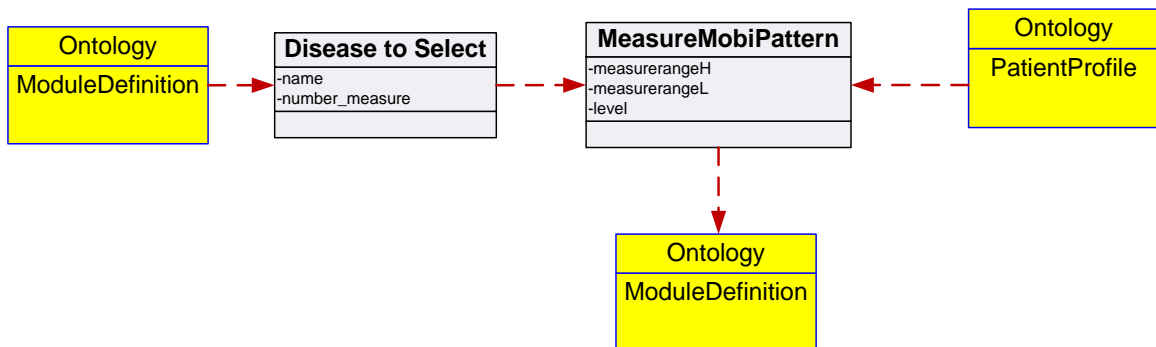 Ontology
ModuleDefinition
Disease to Select
-name
-number_measure
MeasureMobiPattern
-measurerangeH
-measurerangeL
-level
Ontology
PatientProfile
Ontology
ModuleDefinition